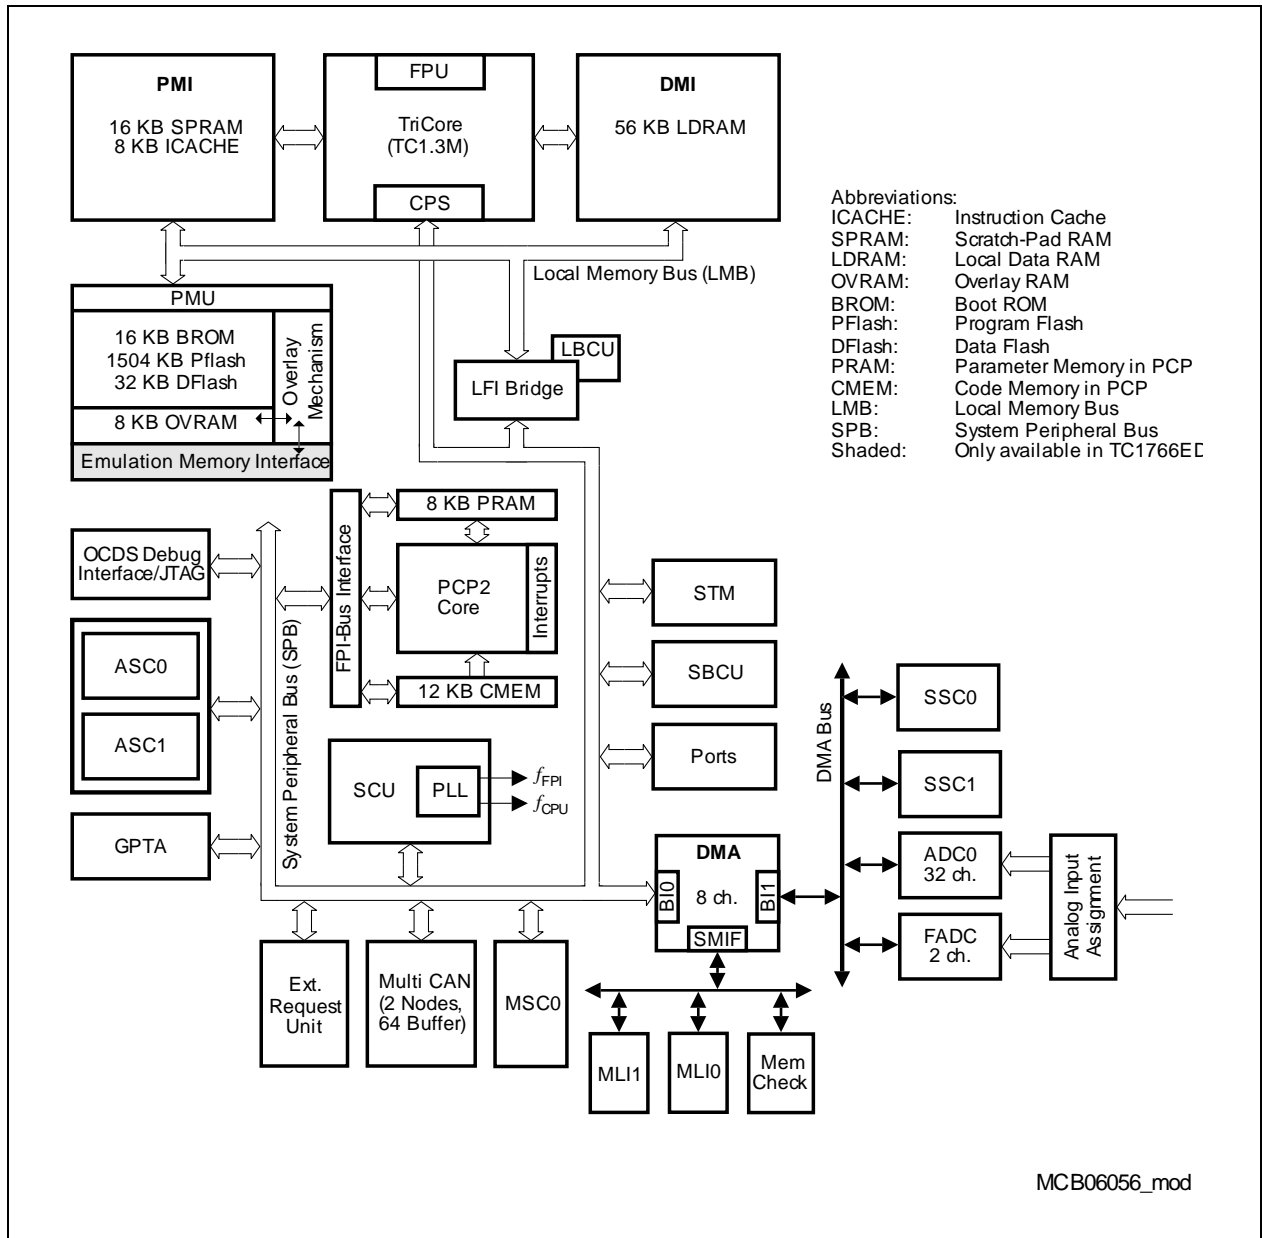 PMI
16 KB SPRAM
8 KB ICACHE
FPU
TriCore
(TC1.3M)
CPS
DMI
56 KB LDRAM
Abbreviations:
ICACHE: Instruction Cache
SPRAM: Scratch-Pad RAM
LDRAM: Local Data RAM
OVRAM: Overlay RAM
BROM: Boot ROM
PFlash: Program Flash
DFlash: Data Flash
PRAM: Parameter Memory in PCP
CMEM: Code Memory in PCP
LMB: Local Memory Bus
SPB: System Peripheral Bus
Shaded: Only available in TC1766ED
Local Memory Bus (LMB)
PMU
16 KB BROM
1504 KB Pflash
32 KB DFlash
8 KB OVRAM
Overlay
Mechanism
Emulation Memory Interface
LBCU
LFI Bridge
OCDS Debug
Interface/JTAG
ASC0
ASC1
GPTA
System Peripheral Bus (SPB)
FPI-Bus Interface
8 KB PRAM
PCP2
Core
Interrupts
12 KB CMEM
SCU
PLL
fFPI
fCPU
STM
SBCU
Ports
DMA
BI0
8 ch.
BI1
SMIF
DMA Bus
SSC0
SSC1
ADC0
32 ch.
FADC
2 ch.
Analog Input
Assignment
Ext.
Request
Unit
Multi CAN
(2 Nodes,
64 Buffer)
MSC0
MLI1
MLI0
Mem
Check
MCB06056_mod